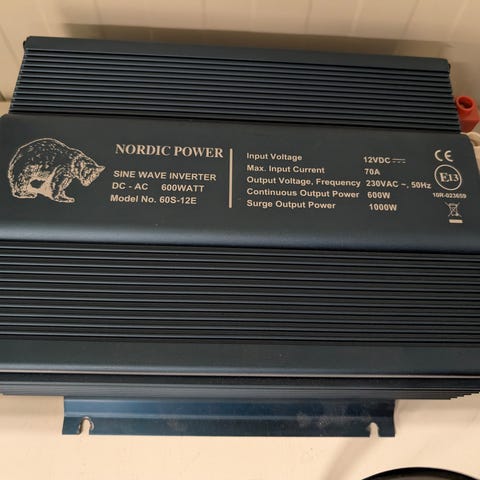 NORDIC POWER
SINE WAVE INVERTER
DC - AC 600WATT
Model No. 60S-12E
Input Voltage 12VDC ⎓
Max. Input Current 70A
Output Voltage, Frequency 230VAC ~, 50Hz
Continuous Output Power 600W
Surge Output Power 1000W
CE
E13
10R-023659